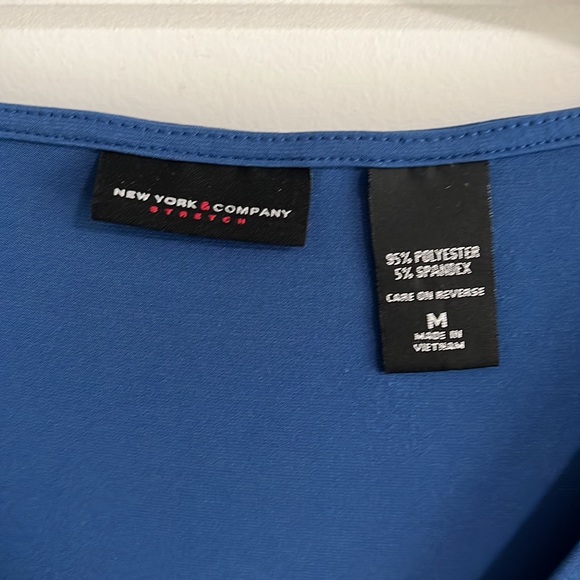 NEW YORK & COMPANY
STRETCH
95% POLYESTER
5% SPANDEX
CARE ON REVERSE
M
MADE IN
VIETNAM